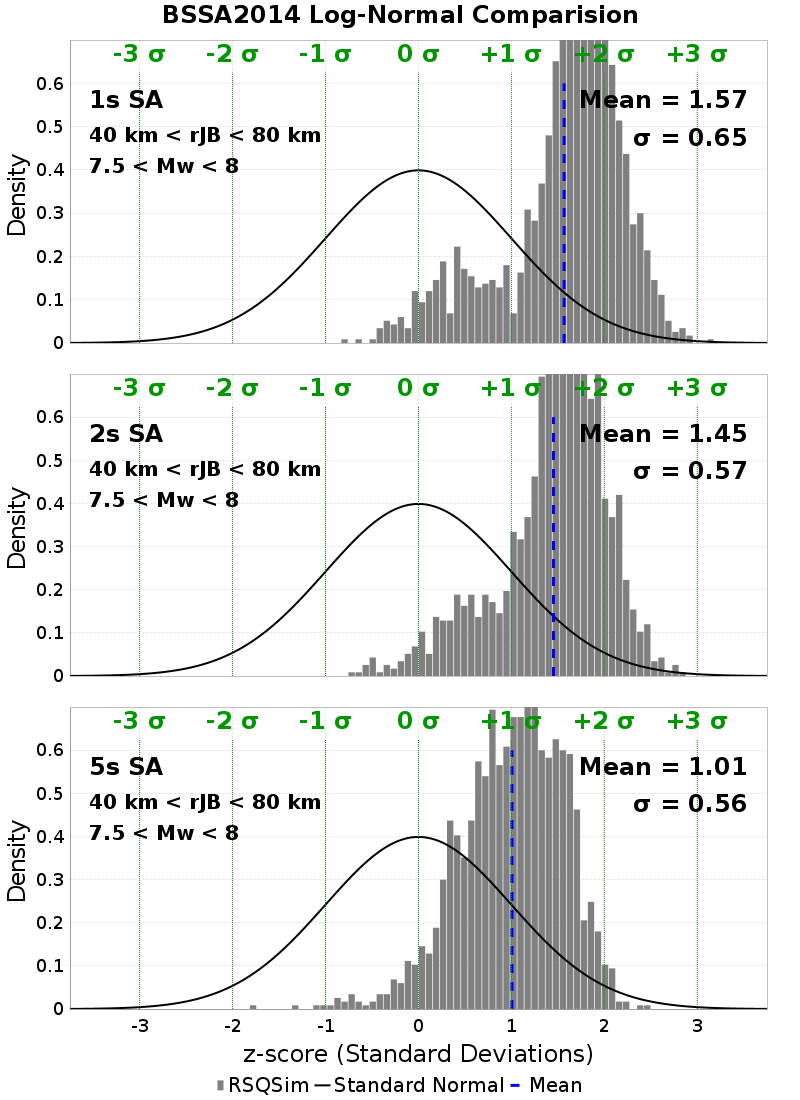 BSSA2014 Log-Normal Comparision
-3 σ -2 σ -1 σ 0 σ +1 σ +2 σ +3 σ
1s SA Mean = 1.57
40 km < rJB < 80 km σ = 0.65
7.5 < Mw < 8
0.6
0.5
0.4
0.3
0.2
0.1
0
Density
-3 σ -2 σ -1 σ 0 σ +1 σ +2 σ +3 σ
2s SA Mean = 1.45
40 km < rJB < 80 km σ = 0.57
7.5 < Mw < 8
0.6
0.5
0.4
0.3
0.2
0.1
0
Density
-3 σ -2 σ -1 σ 0 σ +1 σ +2 σ +3 σ
5s SA Mean = 1.01
40 km < rJB < 80 km σ = 0.56
7.5 < Mw < 8
0.6
0.5
0.4
0.3
0.2
0.1
0
Density
-3 -2 -1 0 1 2 3
z-score (Standard Deviations)
RSQSim Standard Normal Mean